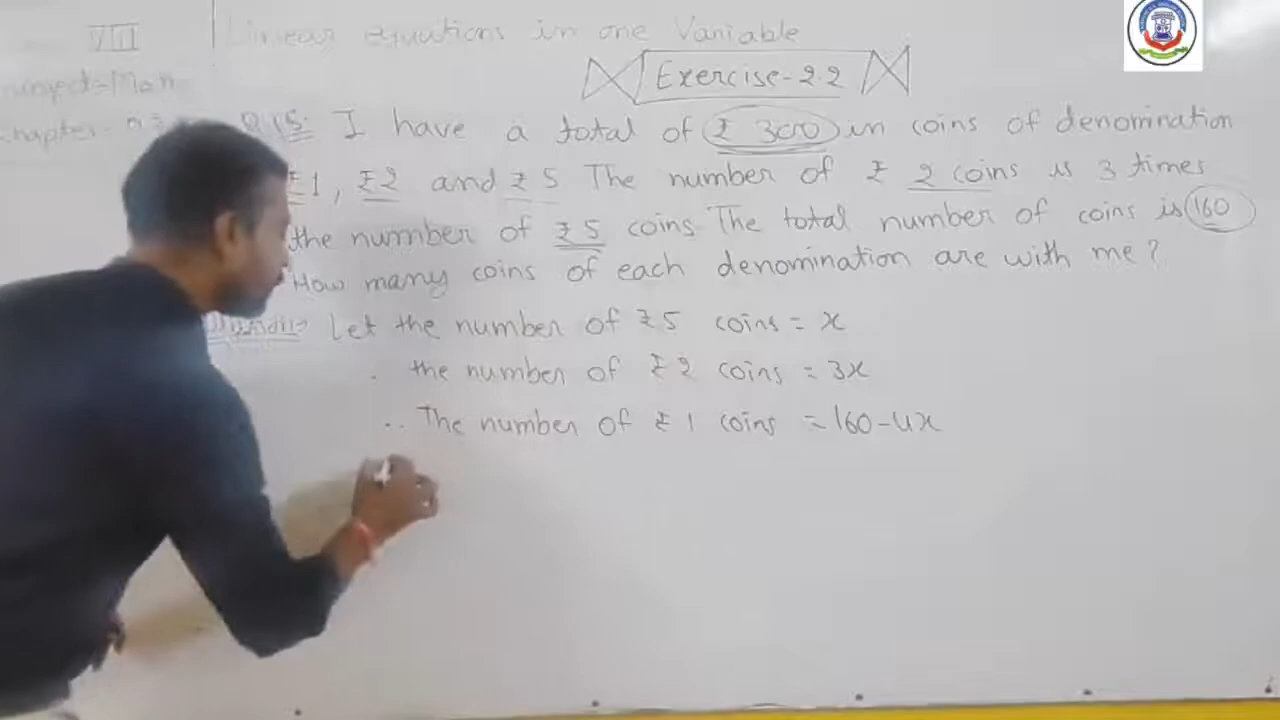 VIII Linear equations in one Variable
Exercise-2.2
I have a total of ₹ 300 in coins of denomination
₹1, ₹2 and ₹5 The number of ₹ 2 coins is 3 times
the number of ₹5 coins. The total number of coins is 160
How many coins of each denomination are with me?
Let the number of ₹5 coins = x
the number of ₹2 coins = 3x
∴ The number of ₹1 coins = 160-4x